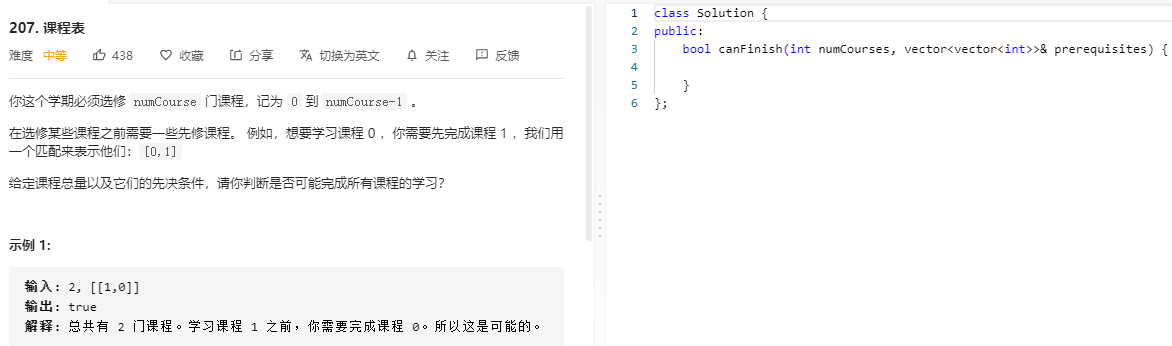 207. 课程表
难度 中等 438 收藏 分享 切换为英文 关注 反馈
你这个学期必须选修 numCourse 门课程，记为 0 到 numCourse-1 。
在选修某些课程之前需要一些先修课程。 例如，想要学习课程 0 ，你需要先完成课程 1 ，我们用
一个匹配来表示他们：[0,1]
给定课程总量以及它们的先决条件，请你判断是否可能完成所有课程的学习？
示例 1:
输入: 2, [[1,0]]
输出: true
解释: 总共有 2 门课程。学习课程 1 之前，你需要完成课程 0。所以这是可能的。
1 class Solution {
2 public:
3     bool canFinish(int numCourses, vector<vector<int>>& prerequisites) {
4
5     }
6 };